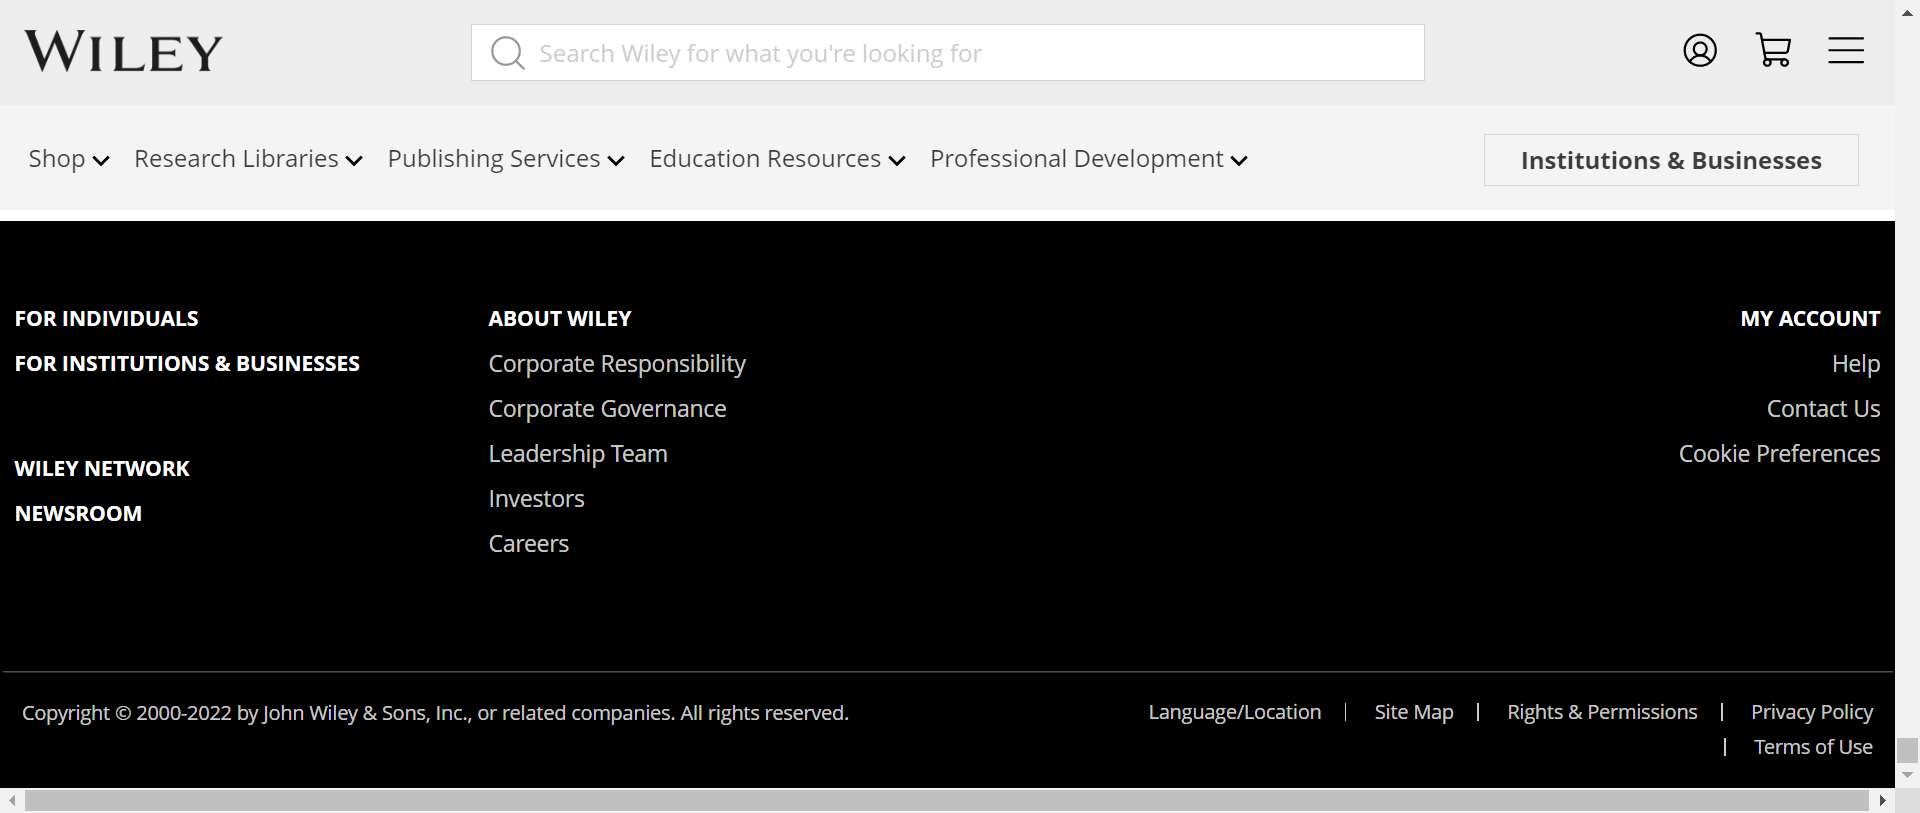 WILEY
Search Wiley for what you're looking for
Shop Research Libraries Publishing Services Education Resources Professional Development Institutions & Businesses
FOR INDIVIDUALS
FOR INSTITUTIONS & BUSINESSES
WILEY NETWORK
NEWSROOM
ABOUT WILEY
Corporate Responsibility
Corporate Governance
Leadership Team
Investors
Careers
MY ACCOUNT
Help
Contact Us
Cookie Preferences
Copyright © 2000-2022 by John Wiley & Sons, Inc., or related companies. All rights reserved.
Language/Location | Site Map | Rights & Permissions | Privacy Policy
| Terms of Use